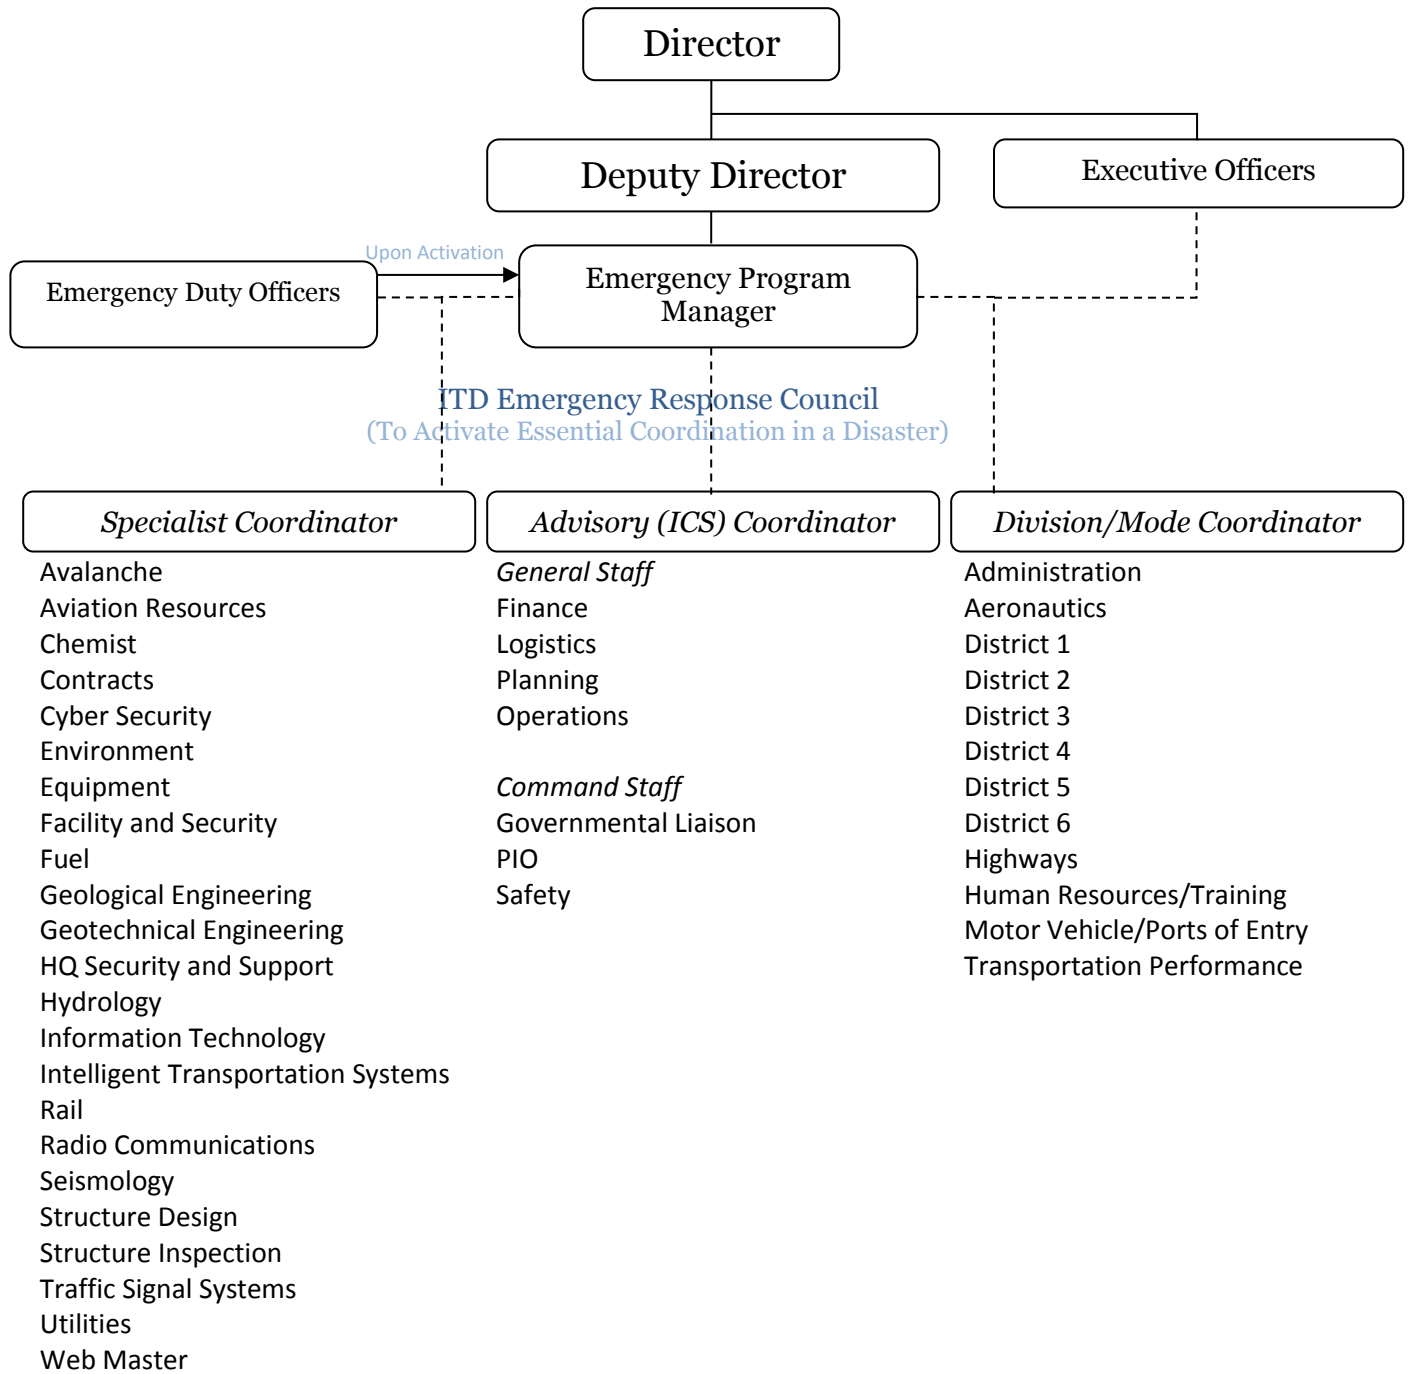 Director
Deputy Director
Executive Officers
Upon Activation
Emergency Duty Officers
Emergency Program
Manager
ITD Emergency Response Council
(To Activate Essential Coordination in a Disaster)
Specialist Coordinator
Avalanche
Aviation Resources
Chemist
Contracts
Cyber Security
Environment
Equipment
Facility and Security
Fuel
Geological Engineering
Geotechnical Engineering
HQ Security and Support
Hydrology
Information Technology
Intelligent Transportation Systems
Rail
Radio Communications
Seismology
Structure Design
Structure Inspection
Traffic Signal Systems
Utilities
Web Master
Advisory (ICS) Coordinator
General Staff
Finance
Logistics
Planning
Operations
Command Staff
Governmental Liaison
PIO
Safety
Division/Mode Coordinator
Administration
Aeronautics
District 1
District 2
District 3
District 4
District 5
District 6
Highways
Human Resources/Training
Motor Vehicle/Ports of Entry
Transportation Performance